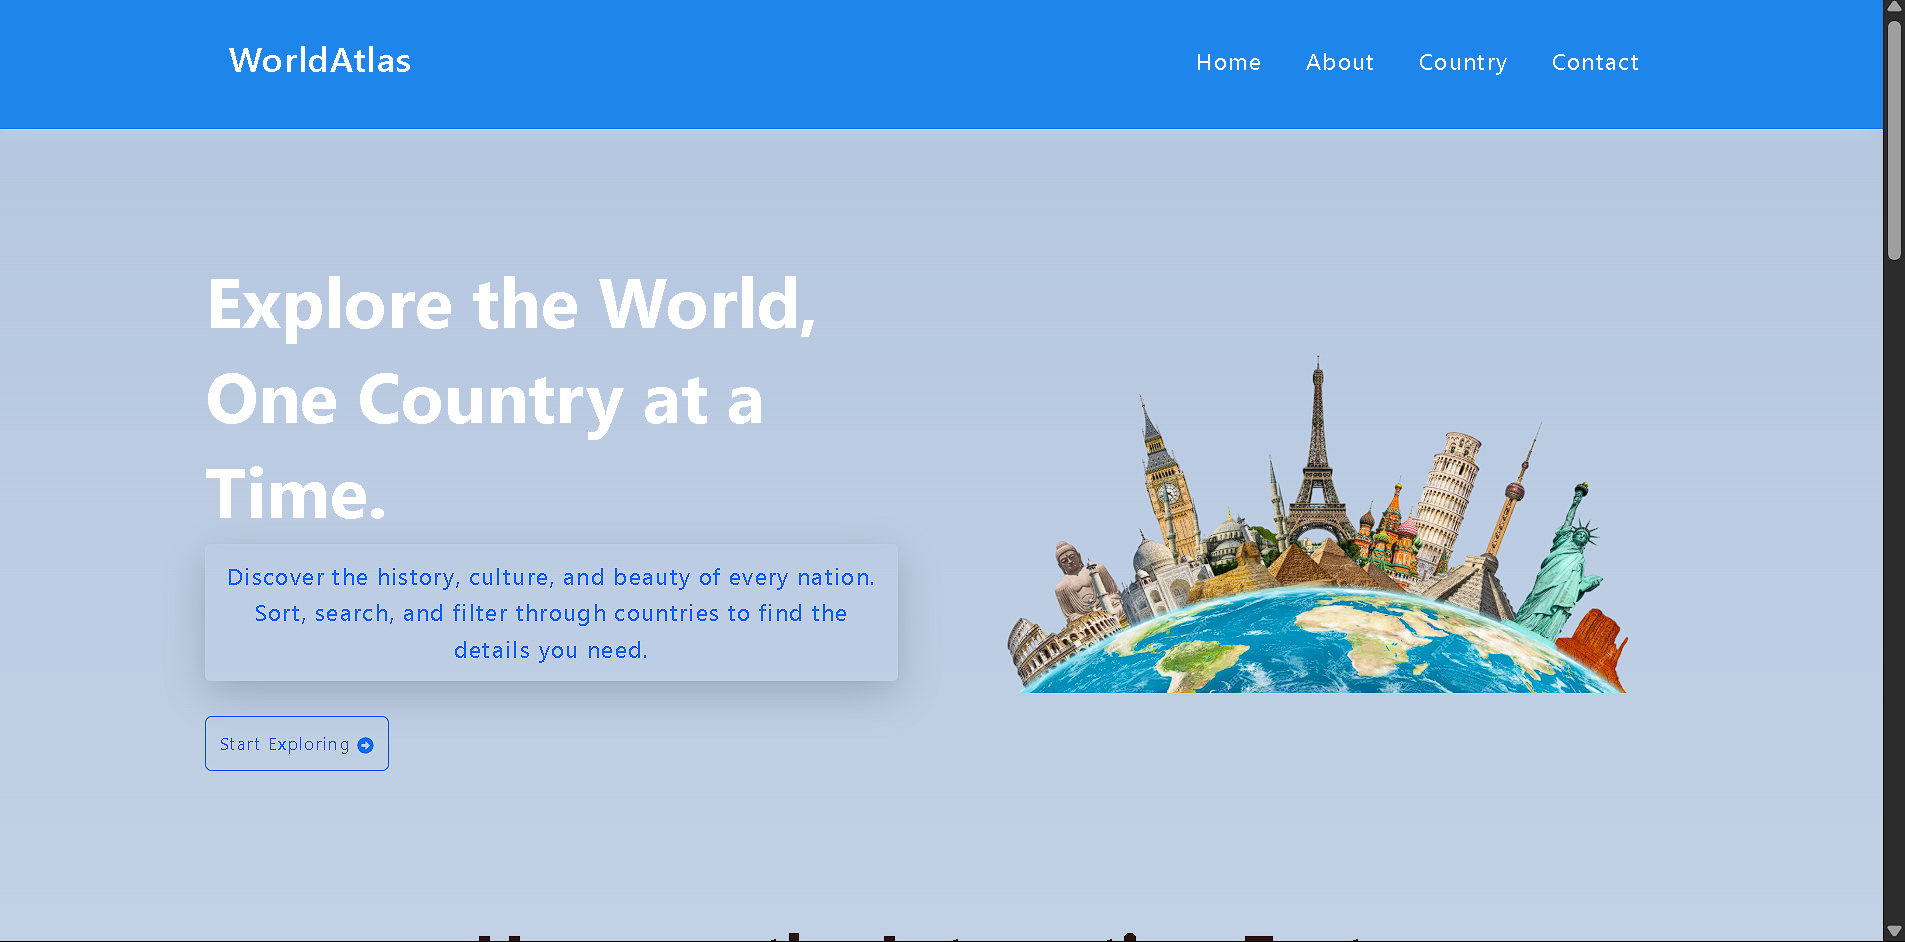 WorldAtlas
Home About Country Contact
Explore the World,
One Country at a
Time.
Discover the history, culture, and beauty of every nation.
Sort, search, and filter through countries to find the
details you need.
Start Exploring